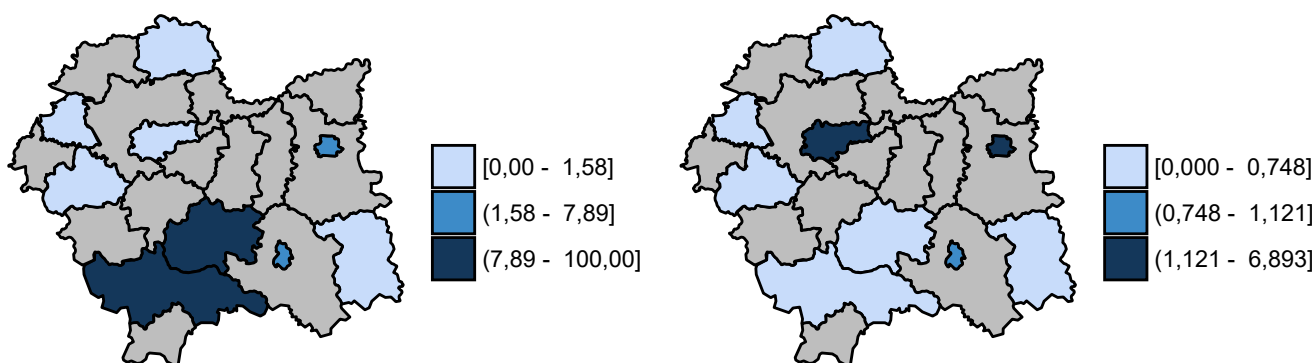 [0,00 - 1,58]
(1,58 - 7,89]
(7,89 - 100,00]
[0,000 - 0,748]
(0,748 - 1,121]
(1,121 - 6,893]